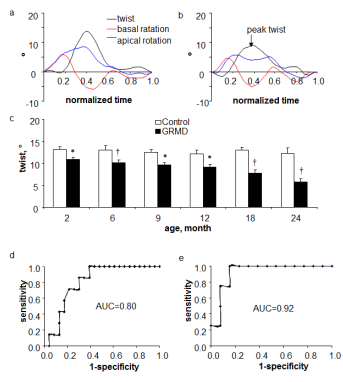 a
b
20
10
0
-10
°
twist
basal ratation
apical rotation
0.0 0.2 0.4 0.6 0.8 1.0
normalized time
20
10
0
-10
°
peak twist
0.0 0.2 0.4 0.6 0.8 1.0
normalized time
c
twist,°
20
15
10
5
0
Control
GRMD
* † * * † †
2 6 9 12 18 24
age, month
d
e
sensitivity
1.0
0.8
0.6
0.4
0.2
0.0
AUC=0.80
0.0 0.2 0.4 0.6 0.8 1.0
1-specificity
sensitivity
1.0
0.8
0.6
0.4
0.2
0.0
AUC=0.92
0.0 0.2 0.4 0.6 0.8 1.0
1-specificity